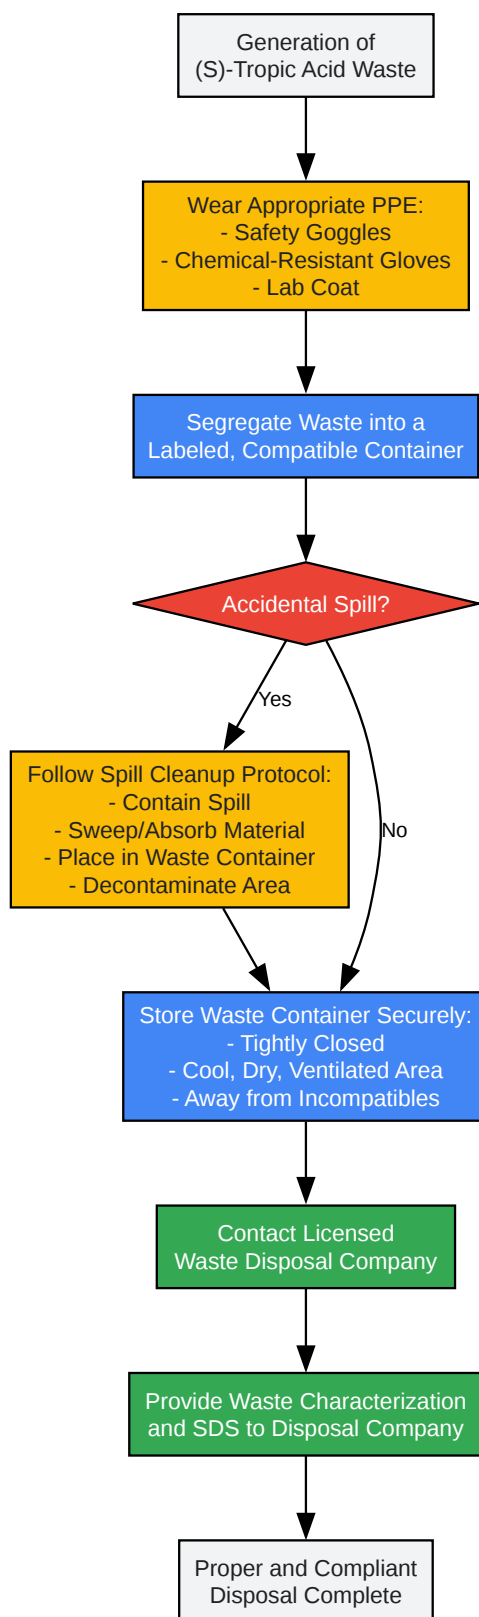 Generation of
(S)-Tropic Acid Waste
Wear Appropriate PPE:
- Safety Goggles
- Chemical-Resistant Gloves
- Lab Coat
Segregate Waste into a
Labeled, Compatible Container
Accidental Spill?
Yes
Follow Spill Cleanup Protocol:
- Contain Spill
- Sweep/Absorb Material
- Place in Waste Container
- Decontaminate Area
No
Store Waste Container Securely:
- Tightly Closed
- Cool, Dry, Ventilated Area
- Away from Incompatibles
Contact Licensed
Waste Disposal Company
Provide Waste Characterization
and SDS to Disposal Company
Proper and Compliant
Disposal Complete